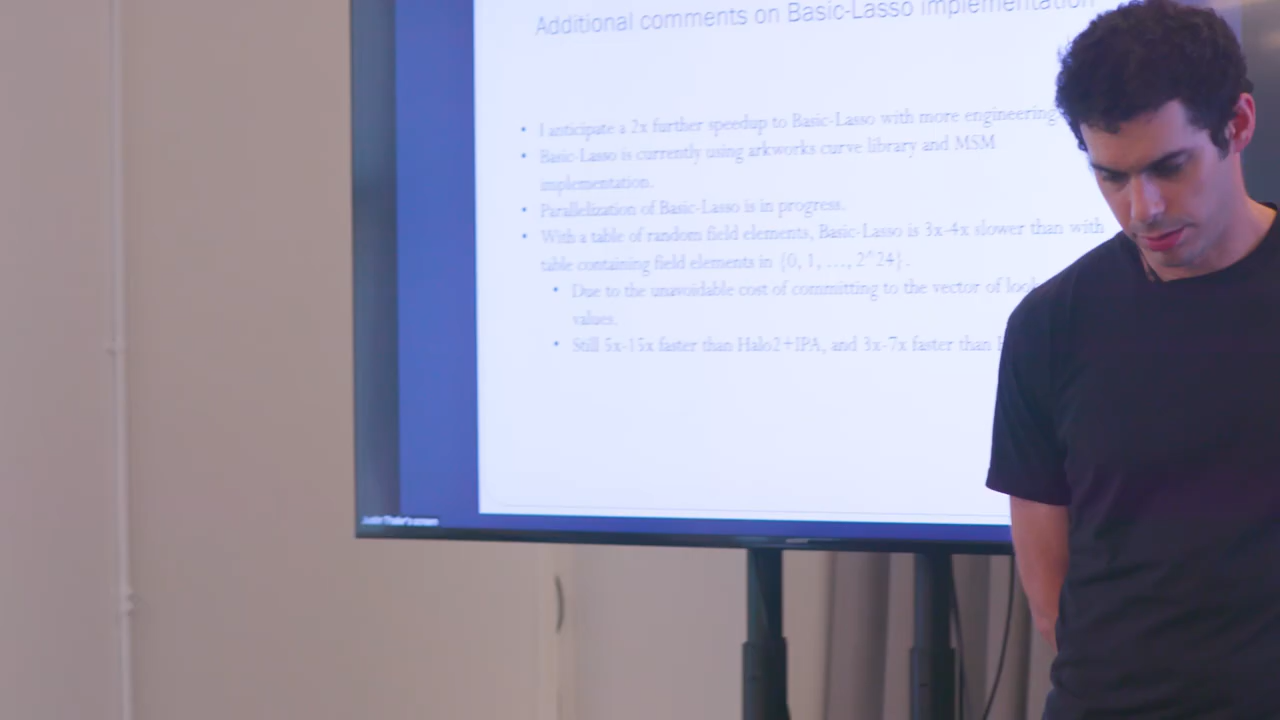 Additional comments on Basic-Lasso implementation
• I anticipate a 2x further speedup to Basic-Lasso with more engineering
• Basic-Lasso is currently using arkworks curve library and MSM
implementation.
• Parallelization of Basic-Lasso is in progress.
• With a table of random field elements, Basic-Lasso is 3x-4x slower than with
table containing field elements in {0, 1, …, 2^24}.
• Due to the unavoidable cost of committing to the vector of
values.
• Still 5x-15x faster than Halo2+IPA, and 3x-7x faster than
Justin Thaler's screen